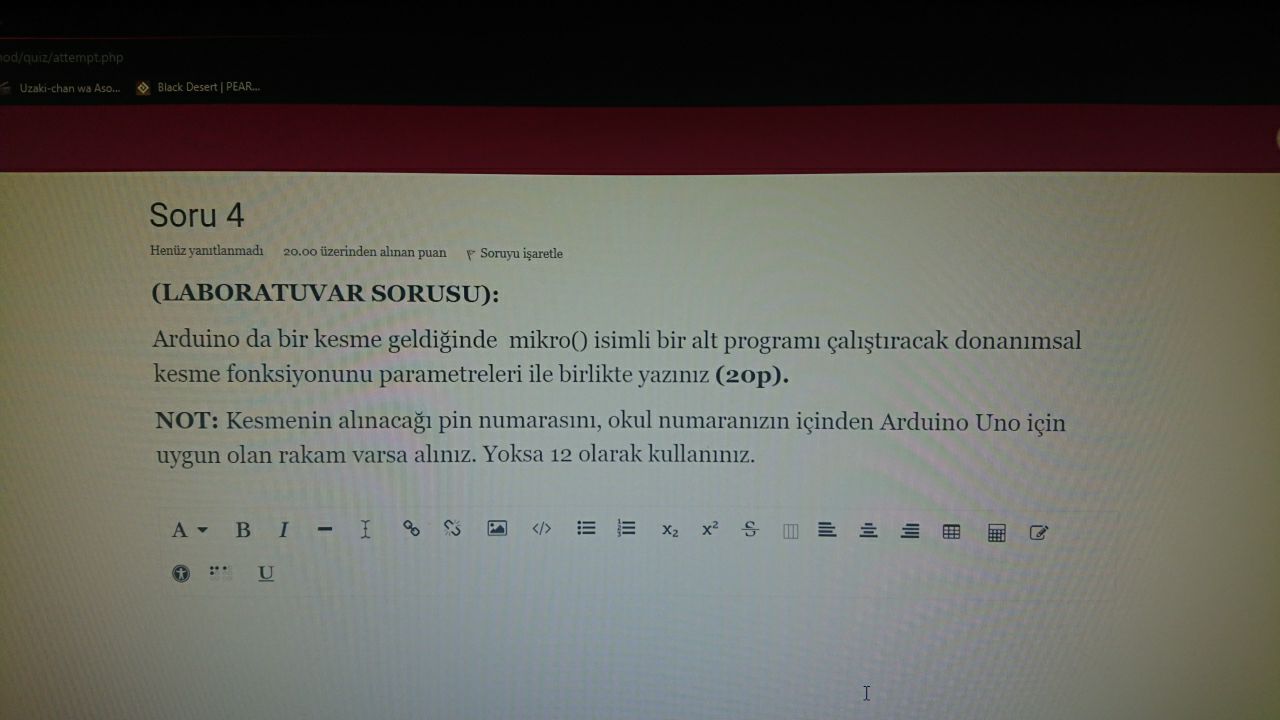 mod/quiz/attempt.php
Uzaki-chan wa Aso... Black Desert | PEAR...
Soru 4
Henüz yanıtlanmadı 20.00 üzerinden alınan puan Soruyu işaretle
(LABORATUVAR SORUSU):
Arduino da bir kesme geldiğinde mikro() isimli bir alt programı çalıştıracak donanımsal
kesme fonksiyonunu parametreleri ile birlikte yazınız (20p).
NOT: Kesmenin alınacağı pin numarasını, okul numaranızın içinden Arduino Uno için
uygun olan rakam varsa alınız. Yoksa 12 olarak kullanınız.